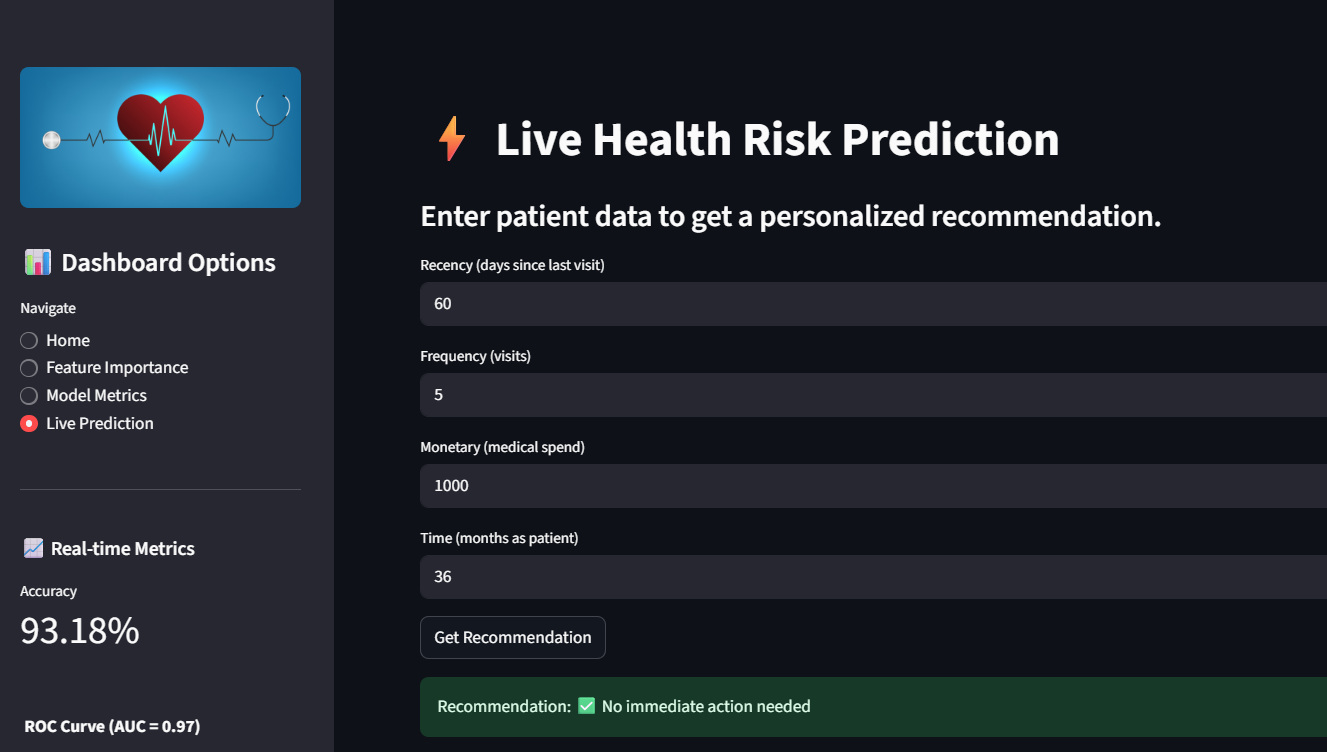 Dashboard Options
Navigate
Home
Feature Importance
Model Metrics
Live Prediction
Real-time Metrics
Accuracy
93.18%
ROC Curve (AUC = 0.97)
Live Health Risk Prediction
Enter patient data to get a personalized recommendation.
Recency (days since last visit)
60
Frequency (visits)
5
Monetary (medical spend)
1000
Time (months as patient)
36
Get Recommendation
Recommendation: ✅ No immediate action needed